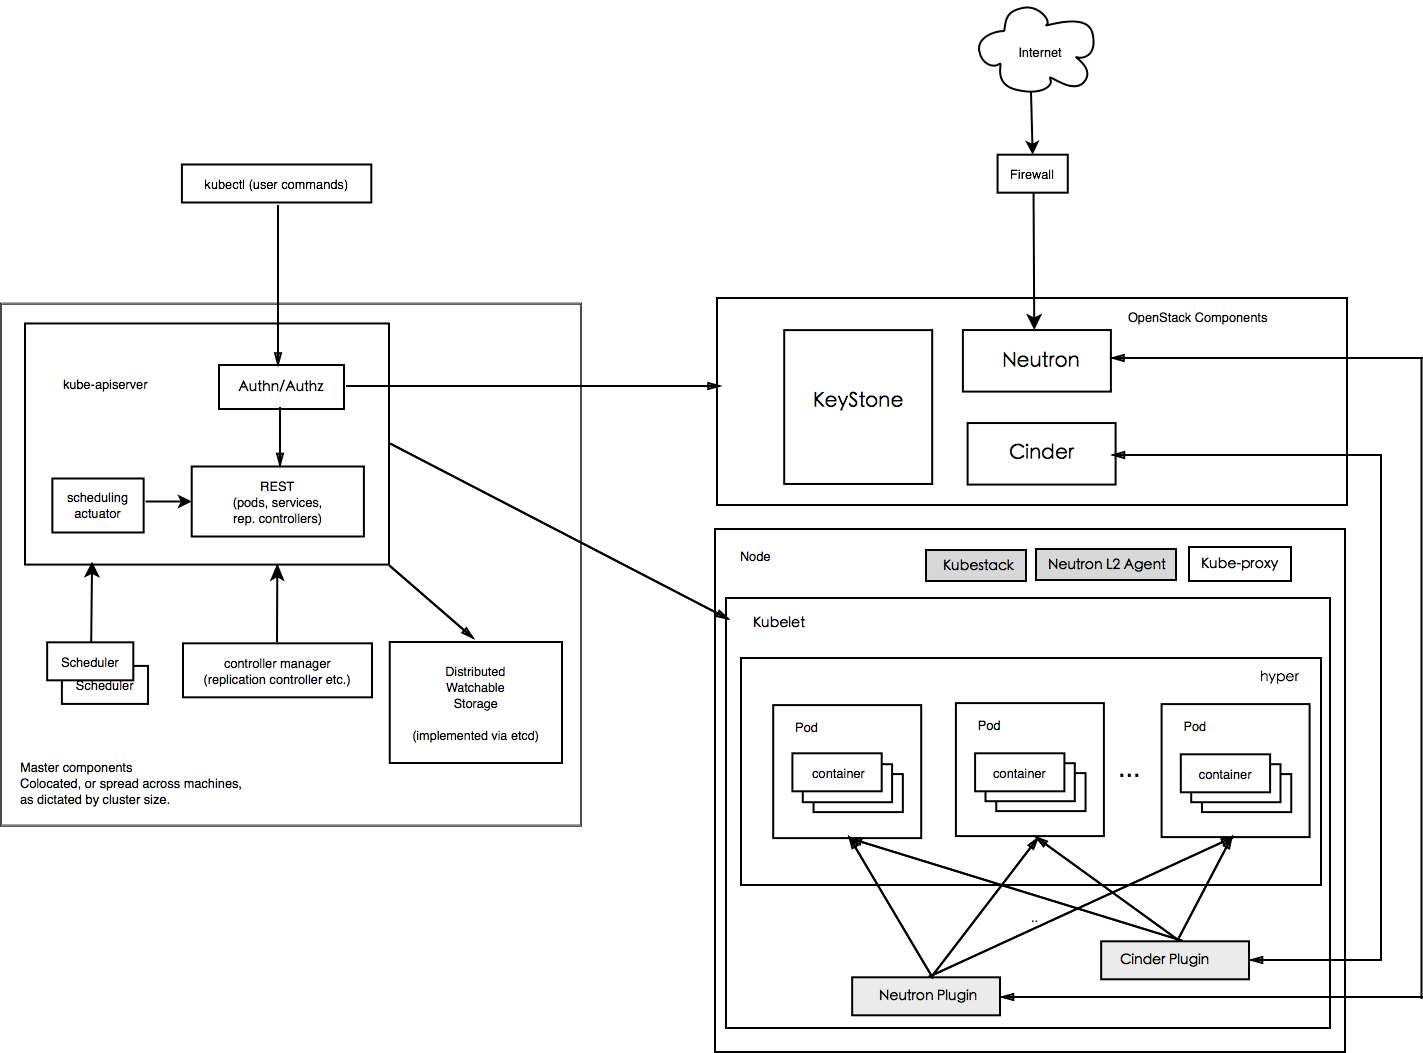 Internet
Firewall
kubectl (user commands)
OpenStack Components
Neutron
KeyStone
Cinder
kube-apiserver
Authn/Authz
REST
(pods, services,
rep. controllers)
scheduling
actuator
Scheduler
Scheduler
controller manager
(replication controller etc.)
Distributed
Watchable
Storage
(implemented via etcd)
Master components
Colocated, or spread across machines,
as dictated by cluster size.
Node
Kubestack
Neutron L2 Agent
Kube-proxy
Kubelet
hyper
Pod
container
Pod
container
...
Pod
container
..
Cinder Plugin
Neutron Plugin